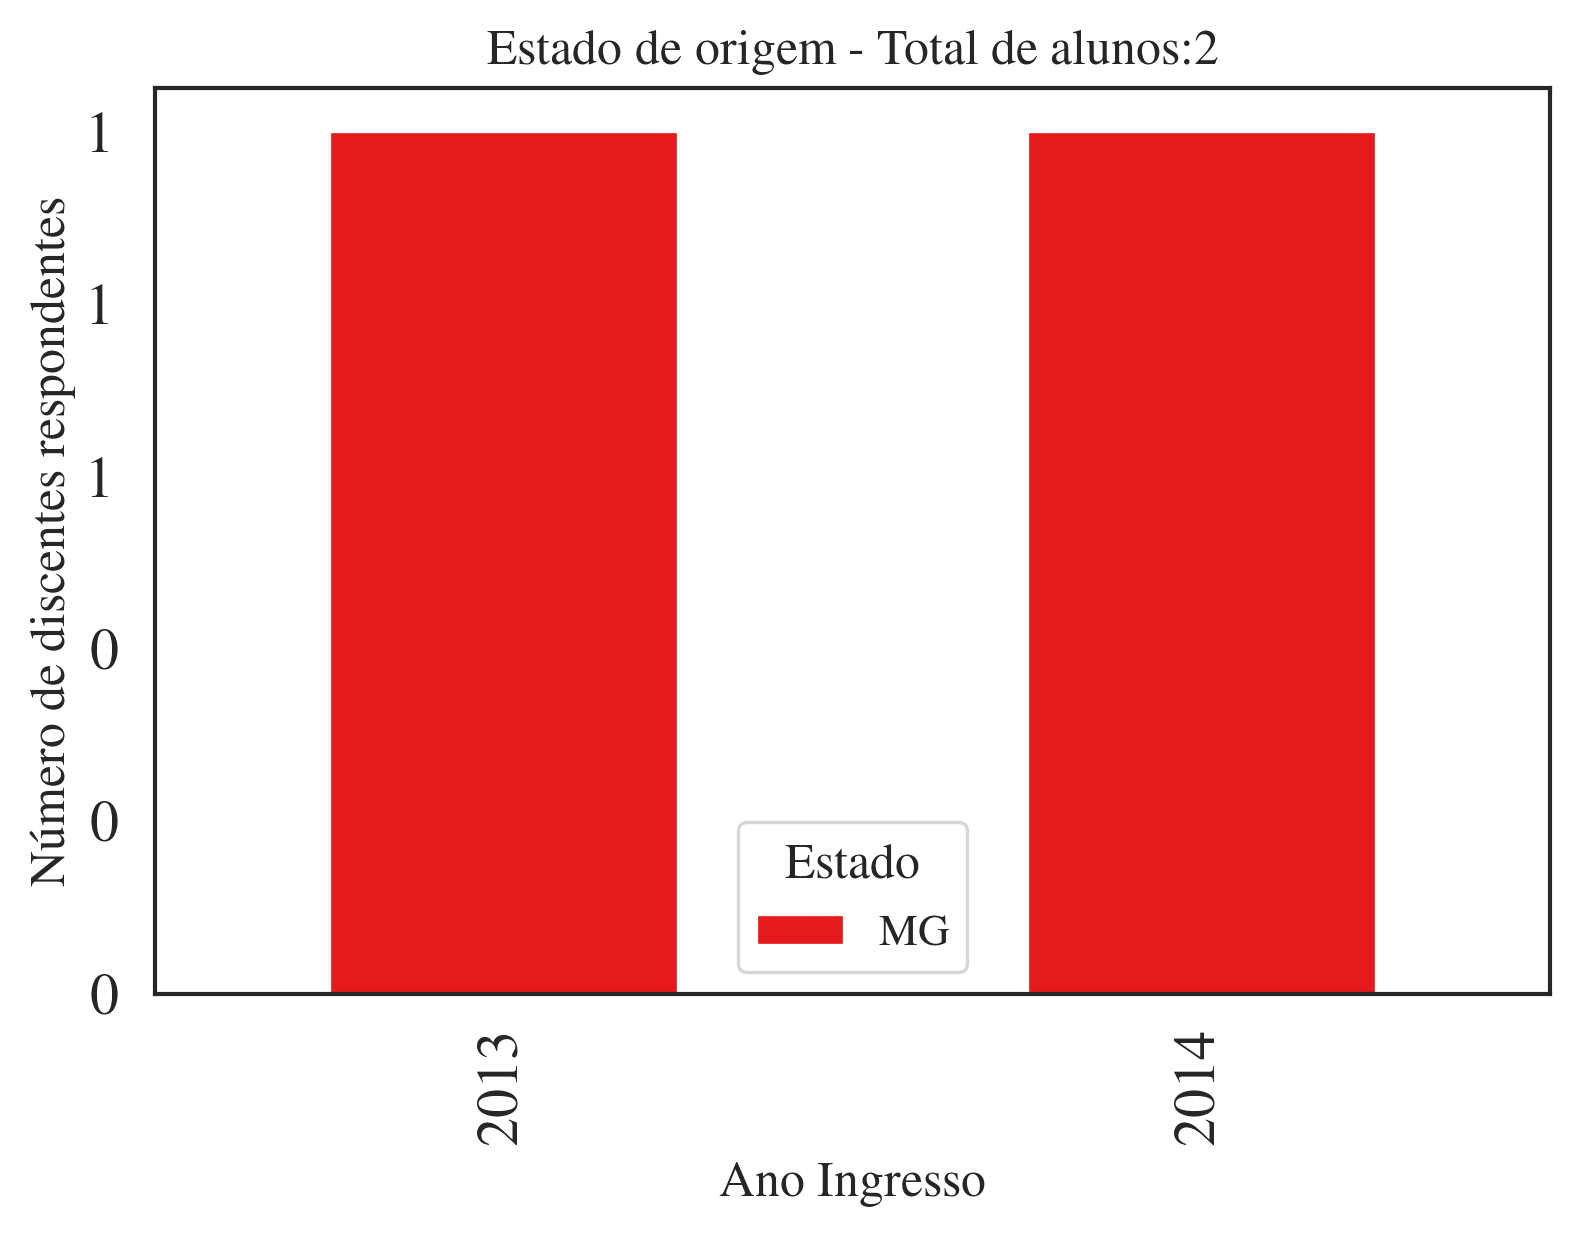 Estado de origem - Total de alunos:2
Número de discentes respondentes
1
1
1
0
0
0
Estado
MG
2013
2014
Ano Ingresso